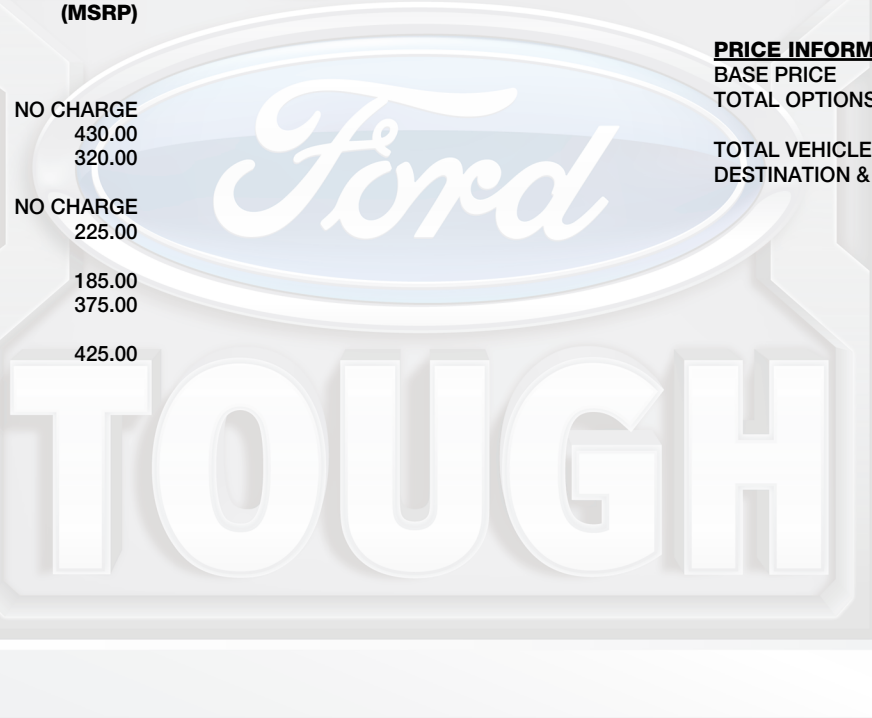 (MSRP)
NO CHARGE
430.00
320.00
NO CHARGE
225.00
185.00
375.00
425.00
PRICE INFORM
BASE PRICE
TOTAL OPTIONS
TOTAL VEHICLE
DESTINATION &
Ford
TOUGH